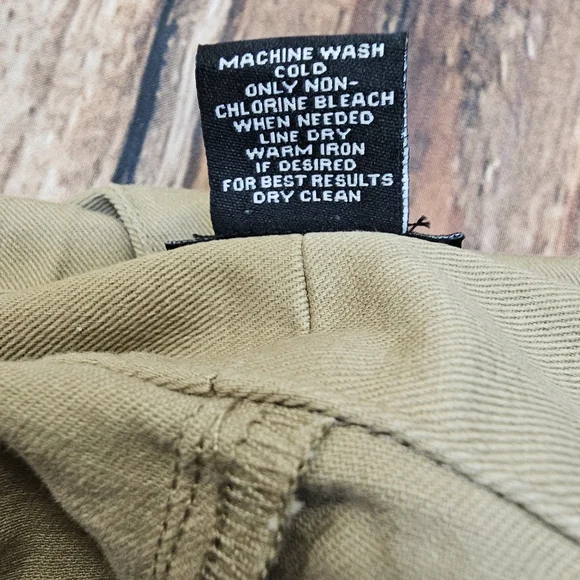 MACHINE WASH
COLD
ONLY NON-
CHLORINE BLEACH
WHEN NEEDED
LINE DRY
WARM IRON
IF DESIRED
FOR BEST RESULTS
DRY CLEAN